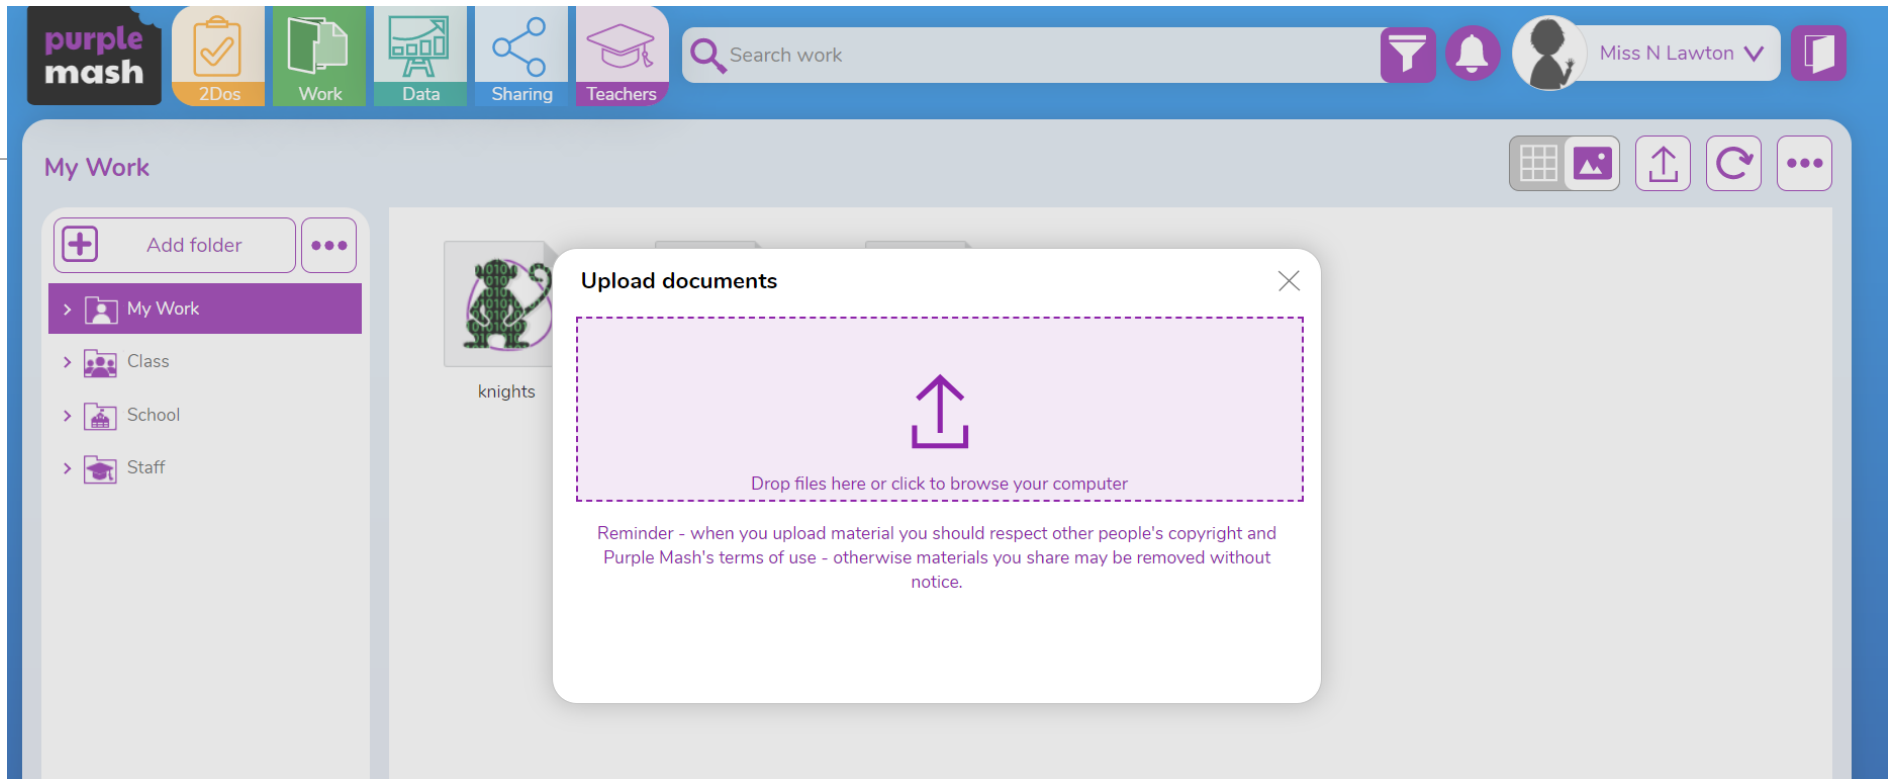 purple
mash
2Dos
Work
Data
Sharing
Teachers
Search work
Miss N Lawton
My Work
Add folder
My Work
Class
School
Staff
knights
Upload documents
Drop files here or click to browse your computer
Reminder - when you upload material you should respect other people's copyright and
Purple Mash's terms of use - otherwise materials you share may be removed without
notice.